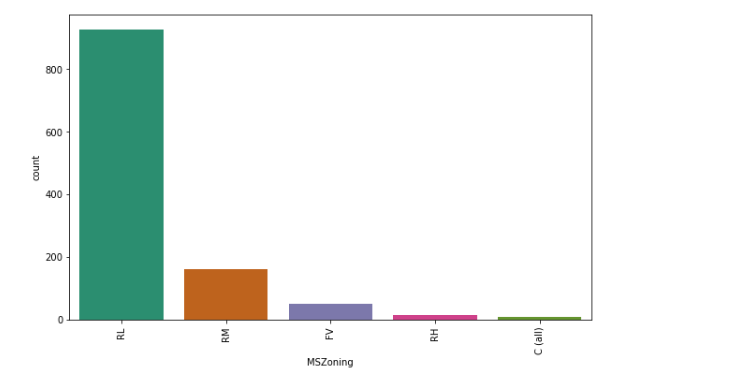 count
800
600
400
200
0
RL
RM
FV
RH
C (all)
MSZoning